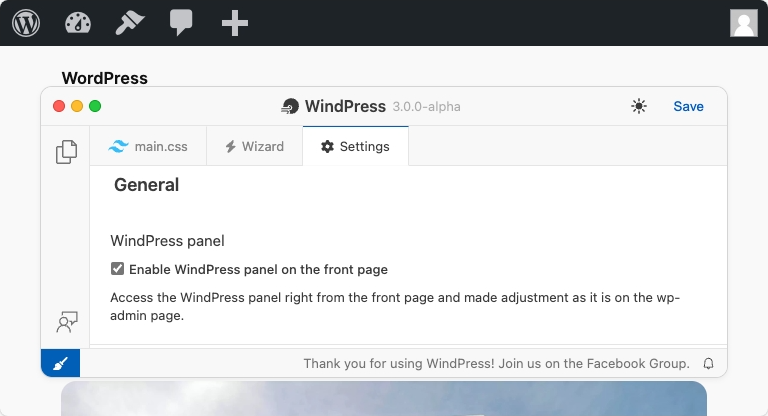 WordPress
WindPress 3.0.0-alpha
Save
main.css
Wizard
Settings
General
WindPress panel
Enable WindPress panel on the front page
Access the WindPress panel right from the front page and made adjustment as it is on the wp-
admin page.
Thank you for using WindPress! Join us on the Facebook Group.